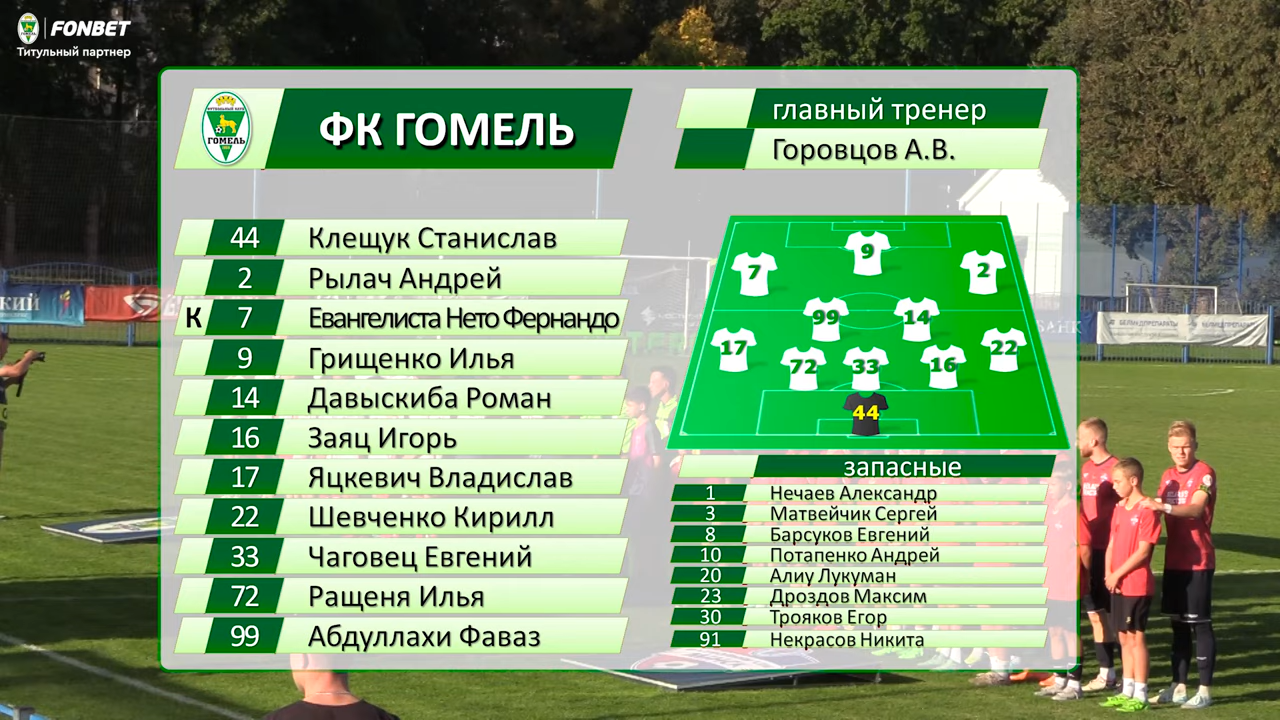 FONBET
Титульный партнер
ФК ГОМЕЛЬ
ГОМЕЛЬ
главный тренер
Горовцов А.В.
44 Клещук Станислав
2 Рылач Андрей
К 7 Евангелиста Нето Фернандо
9 Грищенко Илья
14 Давыскиба Роман
16 Заяц Игорь
17 Яцкевич Владислав
22 Шевченко Кирилл
33 Чаговец Евгений
72 Ращеня Илья
99 Абдуллахи Фаваз
9
7
2
99
14
17
72
33
16
22
44
запасные
1 Нечаев Александр
3 Матвейчик Сергей
8 Барсуков Евгений
10 Потапенко Андрей
20 Алиу Лукуман
23 Дроздов Максим
30 Трояков Егор
91 Некрасов Никита
БЕЛМЕДПРЕПАРАТЫ